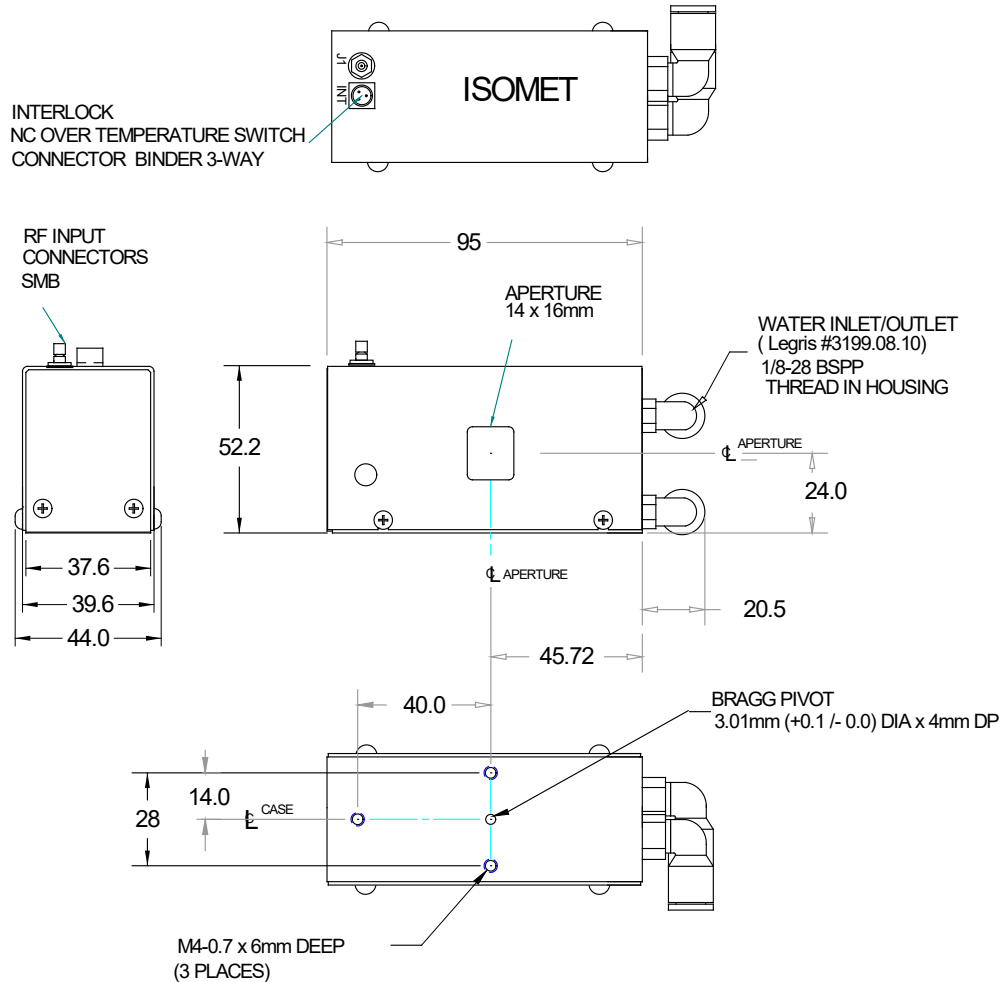 J1
INT
ISOMET
INTERLOCK
NC OVER TEMPERATURE SWITCH
CONNECTOR BINDER 3-WAY
RF INPUT
CONNECTORS
SMB
95
APERTURE
14 x 16mm
WATER INLET/OUTLET
( Legris #3199.08.10)
1/8-28 BSPP
THREAD IN HOUSING
52.2
℄ APERTURE
24.0
℄ APERTURE
37.6
39.6
44.0
20.5
45.72
40.0
BRAGG PIVOT
3.01mm (+0.1 /- 0.0) DIA x 4mm DP
14.0
28
℄ CASE
M4-0.7 x 6mm DEEP
(3 PLACES)